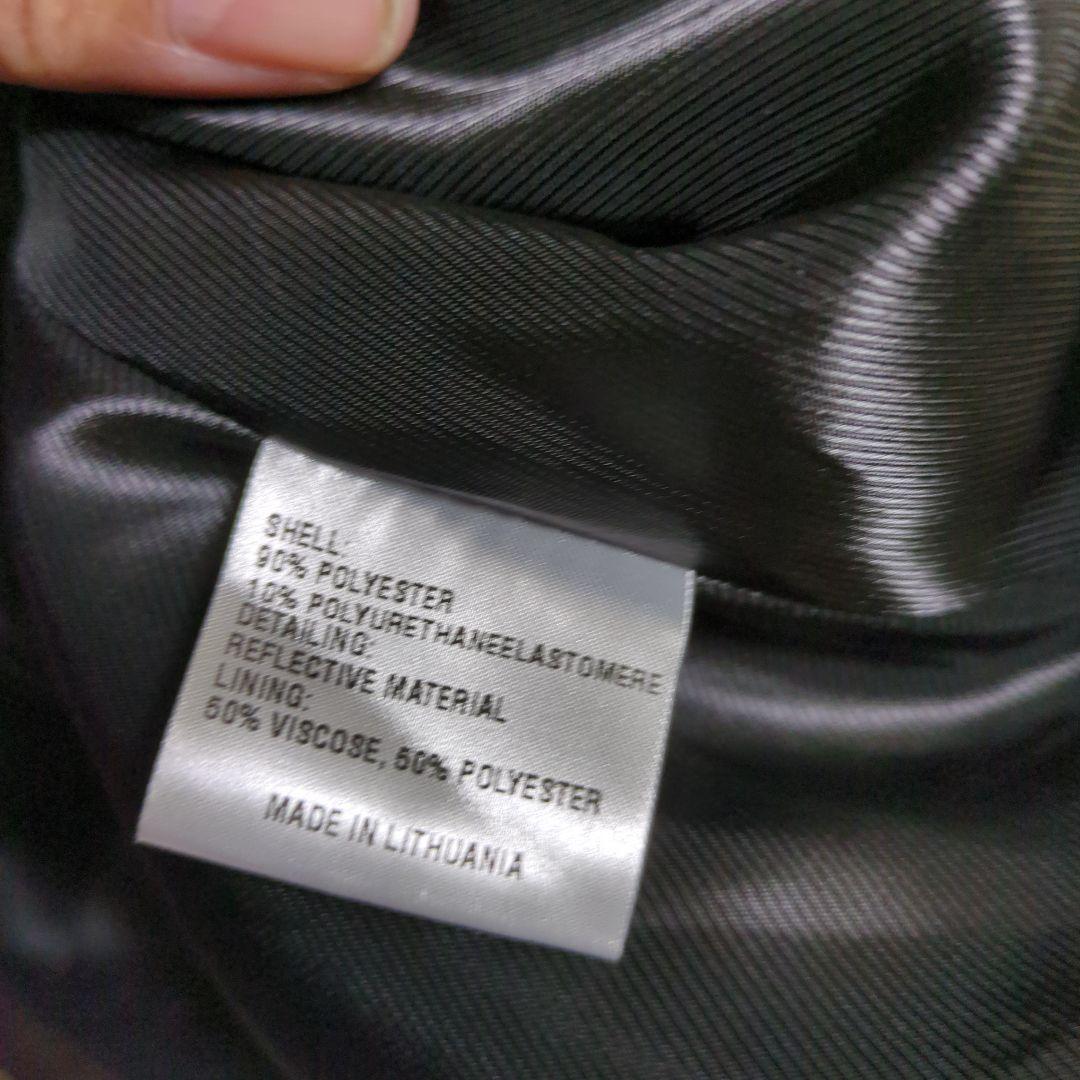 SHELL:
90% POLYESTER
10% POLYURETHANEELASTOMERE
DETAILING:
REFLECTIVE MATERIAL
LINING:
50% VISCOSE, 50% POLYESTER
MADE IN LITHUANIA